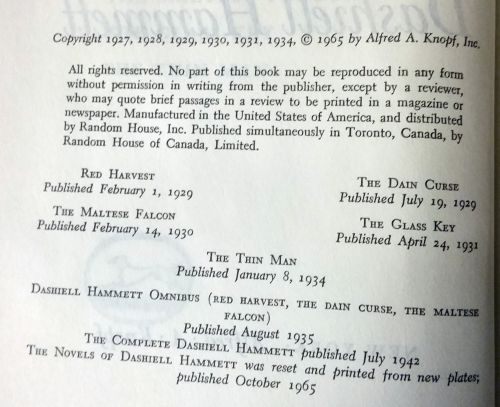 Dashiell Hammett
Copyright 1927, 1928, 1929, 1930, 1931, 1934, © 1965 by Alfred A. Knopf, Inc.
All rights reserved. No part of this book may be reproduced in any form
without permission in writing from the publisher, except by a reviewer,
who may quote brief passages in a review to be printed in a magazine or
newspaper. Manufactured in the United States of America, and distributed
by Random House, Inc. Published simultaneously in Toronto, Canada, by
Random House of Canada, Limited.
RED HARVEST
Published February 1, 1929
THE DAIN CURSE
Published July 19, 1929
THE MALTESE FALCON
Published February 14, 1930
THE GLASS KEY
Published April 24, 1931
THE THIN MAN
Published January 8, 1934
DASHIELL HAMMETT OMNIBUS (RED HARVEST, THE DAIN CURSE, THE MALTESE
FALCON)
Published August 1935
THE COMPLETE DASHIELL HAMMETT published July 1942
THE NOVELS OF DASHIELL HAMMETT was reset and printed from new plates;
published October 1965